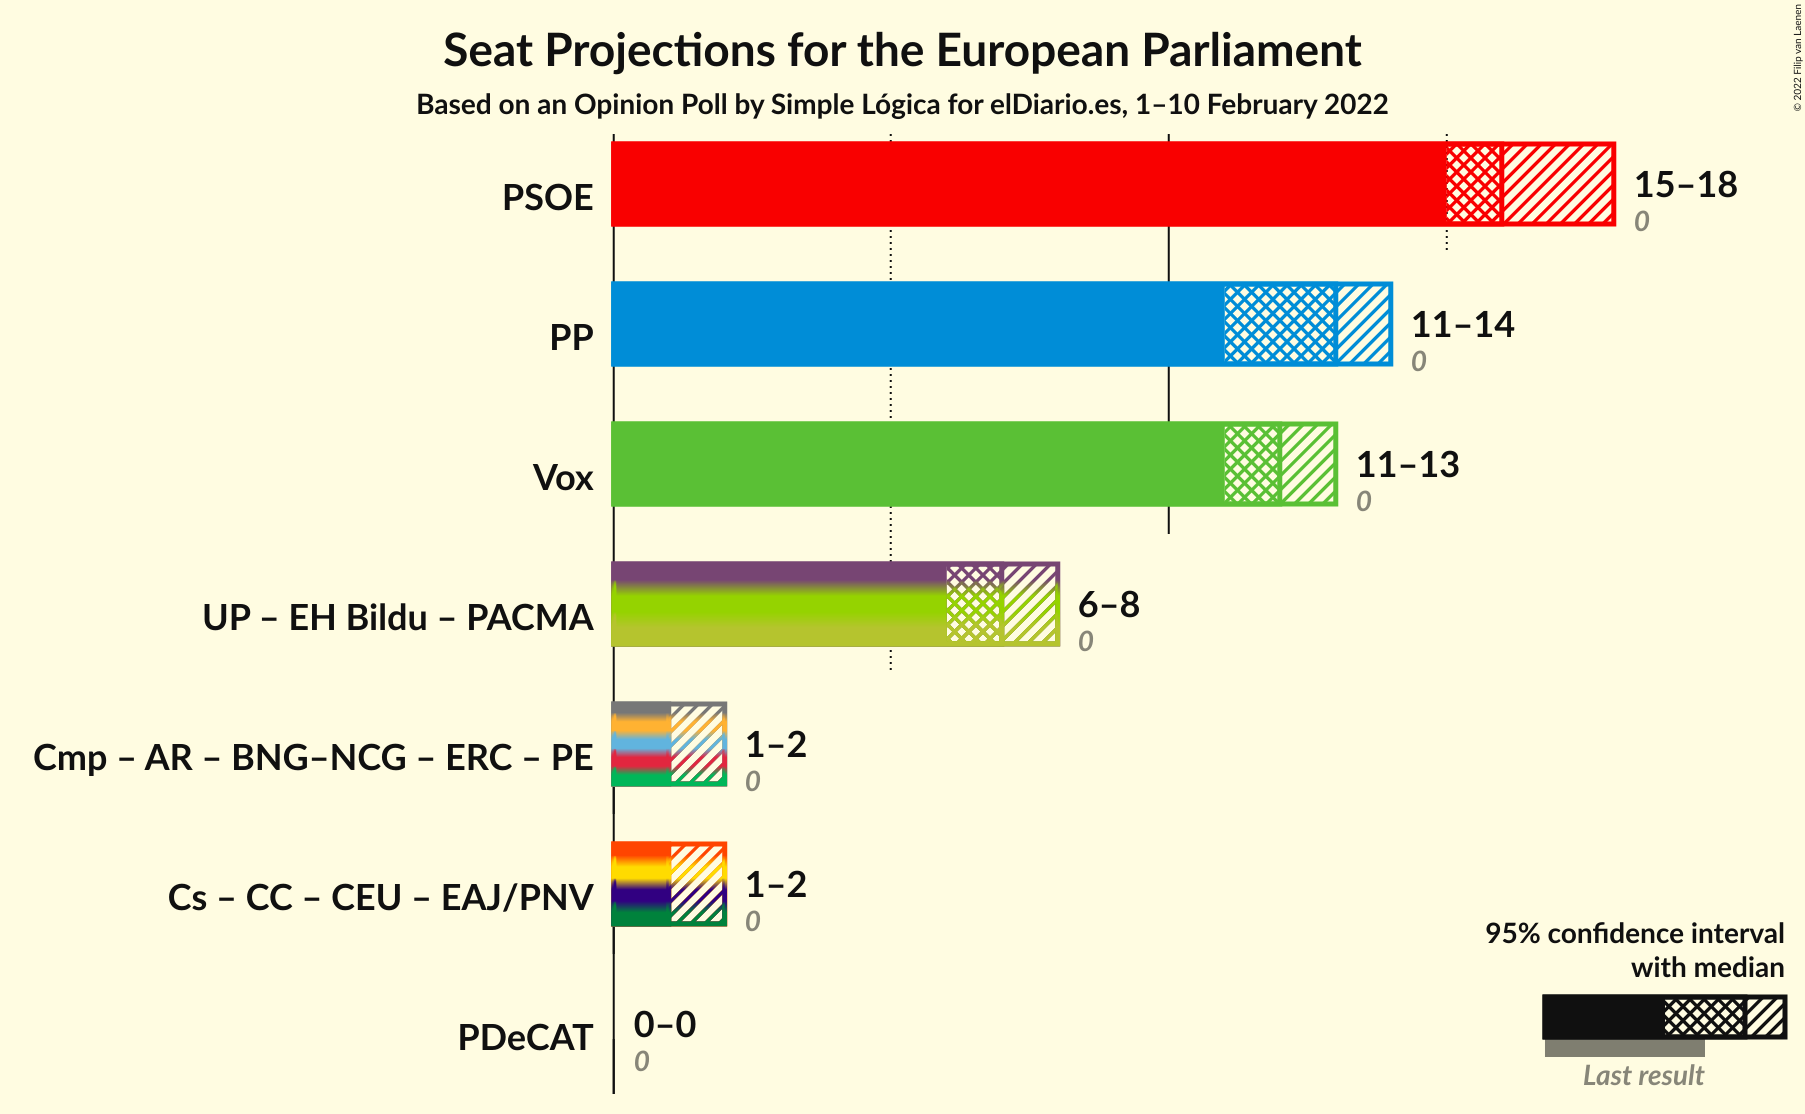 Seat Projections for the European Parliament
Based on an Opinion Poll by Simple Lógica for elDiario.es, 1–10 February 2022
© 2022 Filip van Laenen
PSOE
15–18
0
PP
11–14
0
Vox
11–13
0
UP – EH Bildu – PACMA
6–8
0
Cmp – AR – BNG–NCG – ERC – PE
1–2
0
Cs – CC – CEU – EAJ/PNV
1–2
0
PDeCAT
0–0
0
95% confidence interval
with median
Last result